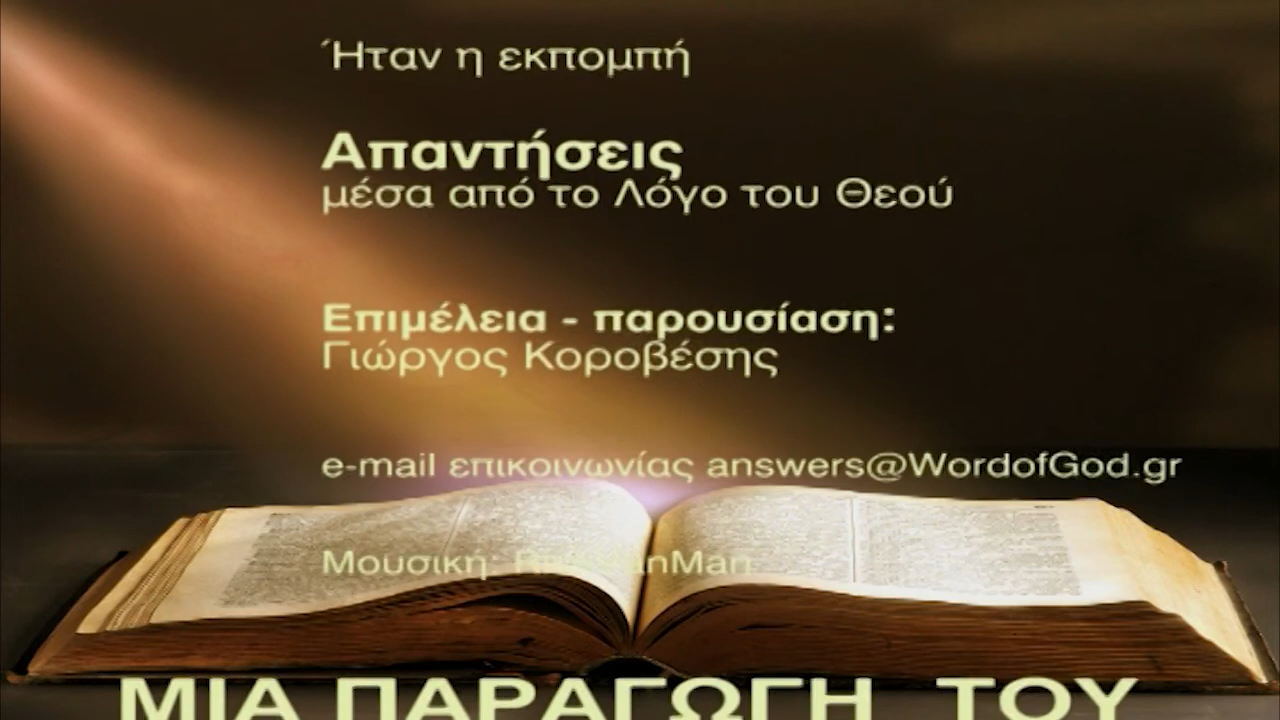 Ήταν η εκπομπή
Απαντήσεις
μέσα από το Λόγο του Θεού
Επιμέλεια - παρουσίαση:
Γιώργος Κοροβέσης
e-mail επικοινωνίας answers@WordofGod.gr
Μουσική:
ΜΙΑ ΠΑΡΑΓΩΓΗ ΤΟΥ